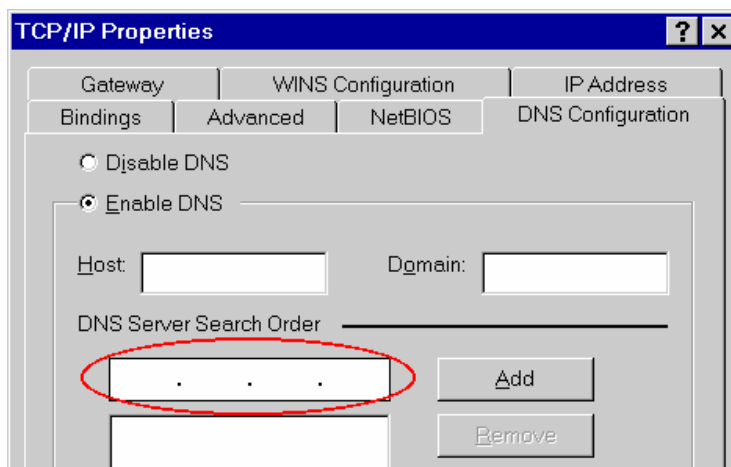 TCP/IP Properties
Gateway WINS Configuration IP Address
Bindings Advanced NetBIOS DNS Configuration
Disable DNS
Enable DNS
Host: Domain:
DNS Server Search Order
. . . Add
Remove